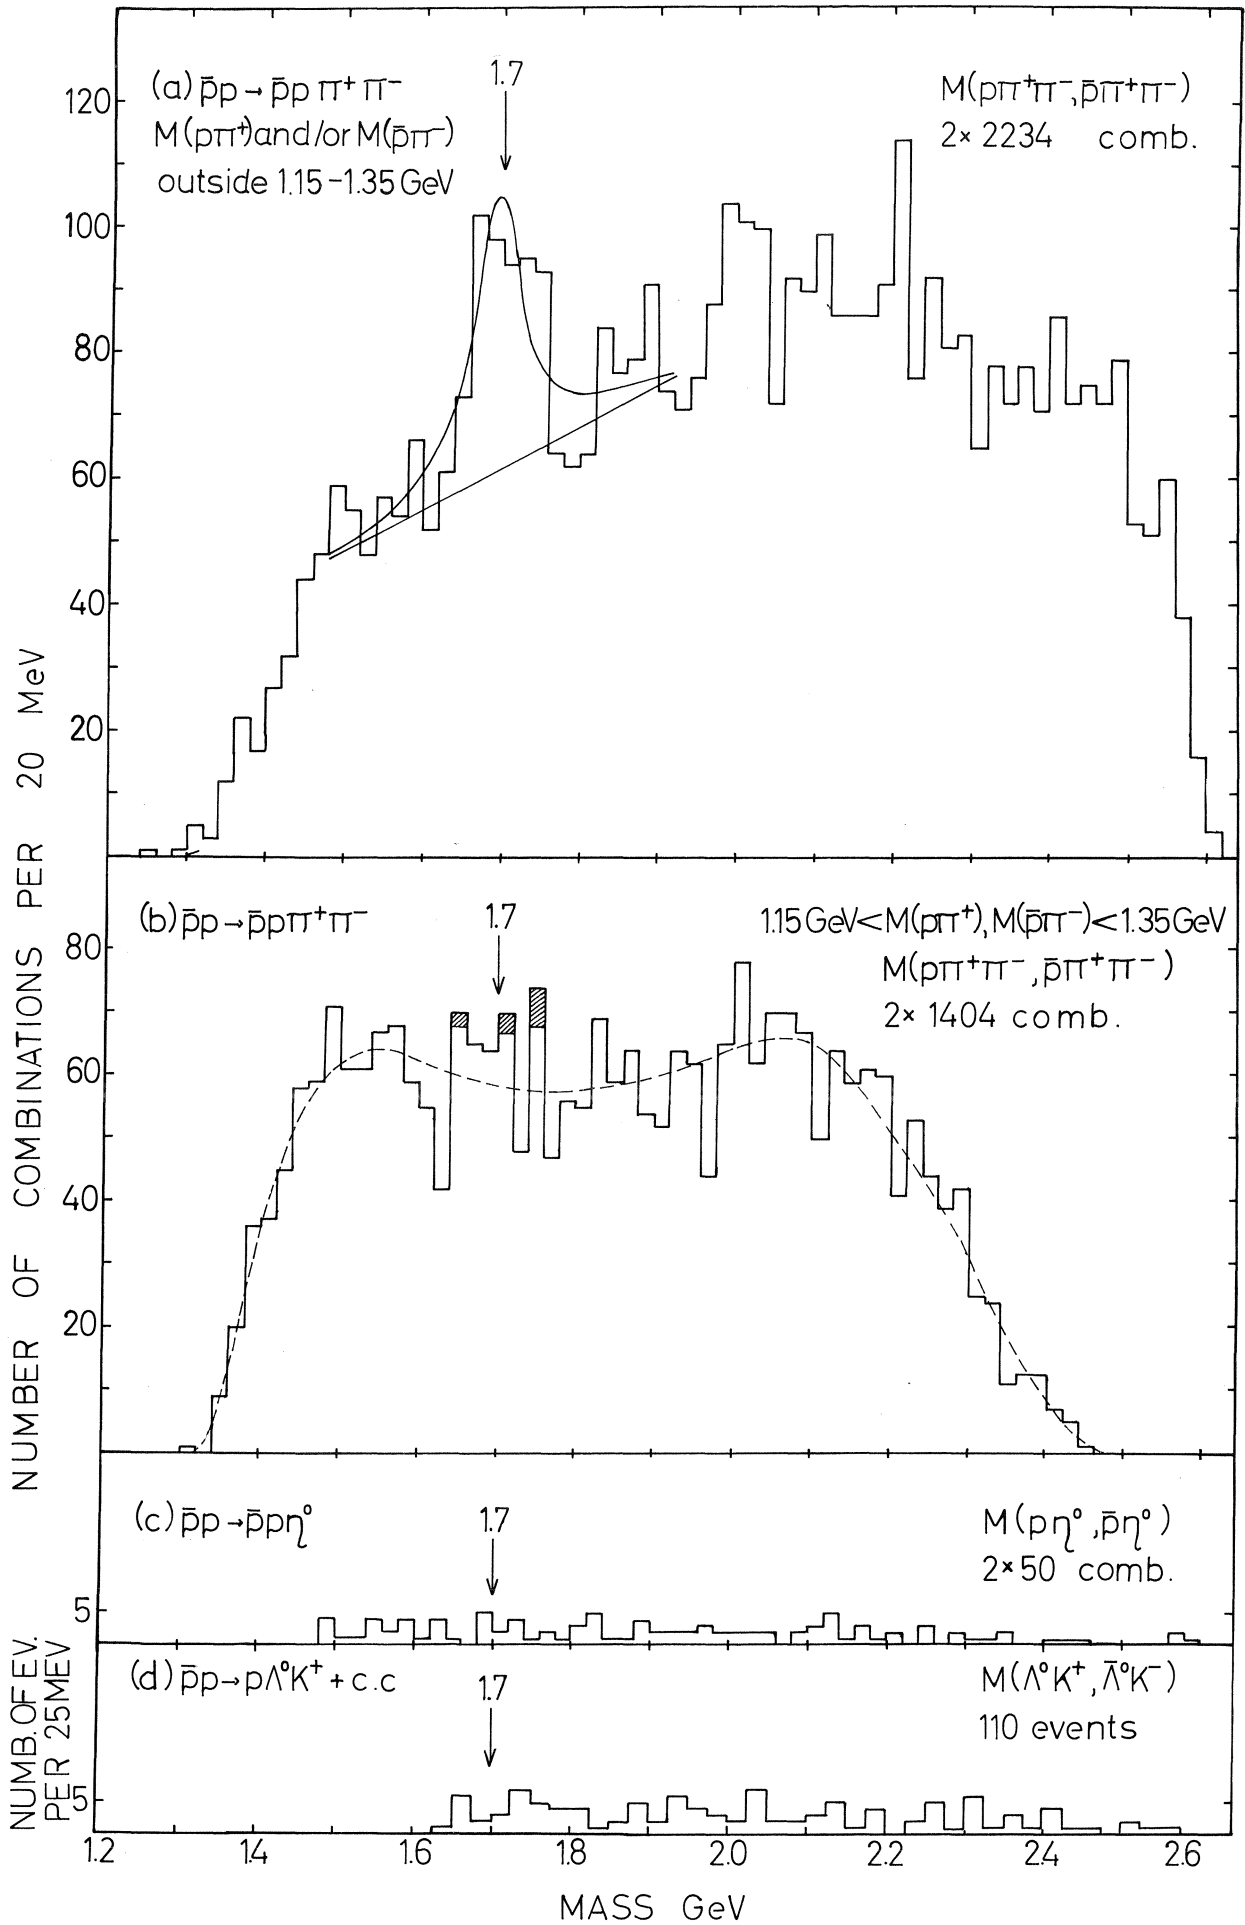 (a) p̄p → p̄p π⁺ π⁻
M(pπ⁺) and/or M(p̄π⁻)
outside 1.15 - 1.35 GeV
1.7
M(pπ⁺π⁻, p̄π⁺π⁻)
2 × 2234 comb.
120
100
80
60
40
20
NUMBER OF COMBINATIONS PER 20 MeV
(b) p̄p → p̄pπ⁺π⁻
1.7
1.15 GeV < M(pπ⁺), M(p̄π⁻) < 1.35 GeV
M(pπ⁺π⁻, p̄π⁺π⁻)
2 × 1404 comb.
80
60
40
20
(c) p̄p → p̄pη°
1.7
M(pη°, p̄η°)
2 × 50 comb.
5
NUMB. OF EV.
PER 25 MEV
(d) p̄p → pΛ°K⁺ + c.c
1.7
M(Λ°K⁺, Λ̄°K⁻)
110 events
5
1.2 1.4 1.6 1.8 2.0 2.2 2.4 2.6
MASS GeV